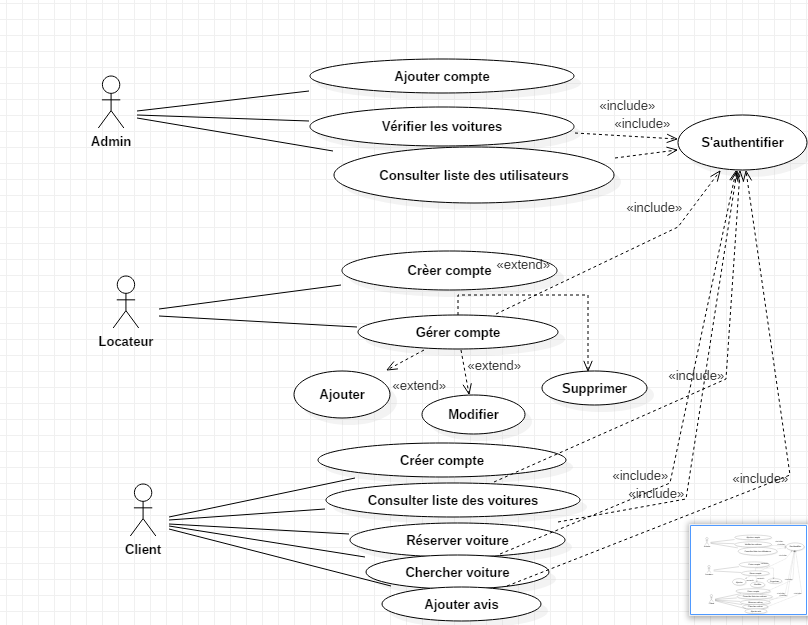 Ajouter compte
«include»
Vérifier les voitures
«include»
Admin
S'authentifier
Consulter liste des utilisateurs
«include»
Crèer compte
«extend»
Locateur
Gérer compte
«extend»
«include»
«extend»
Supprimer
Ajouter
Modifier
Créer compte
«include»
«include»
«include»
Consulter liste des voitures
Réserver voiture
Client
Chercher voiture
Ajouter avis